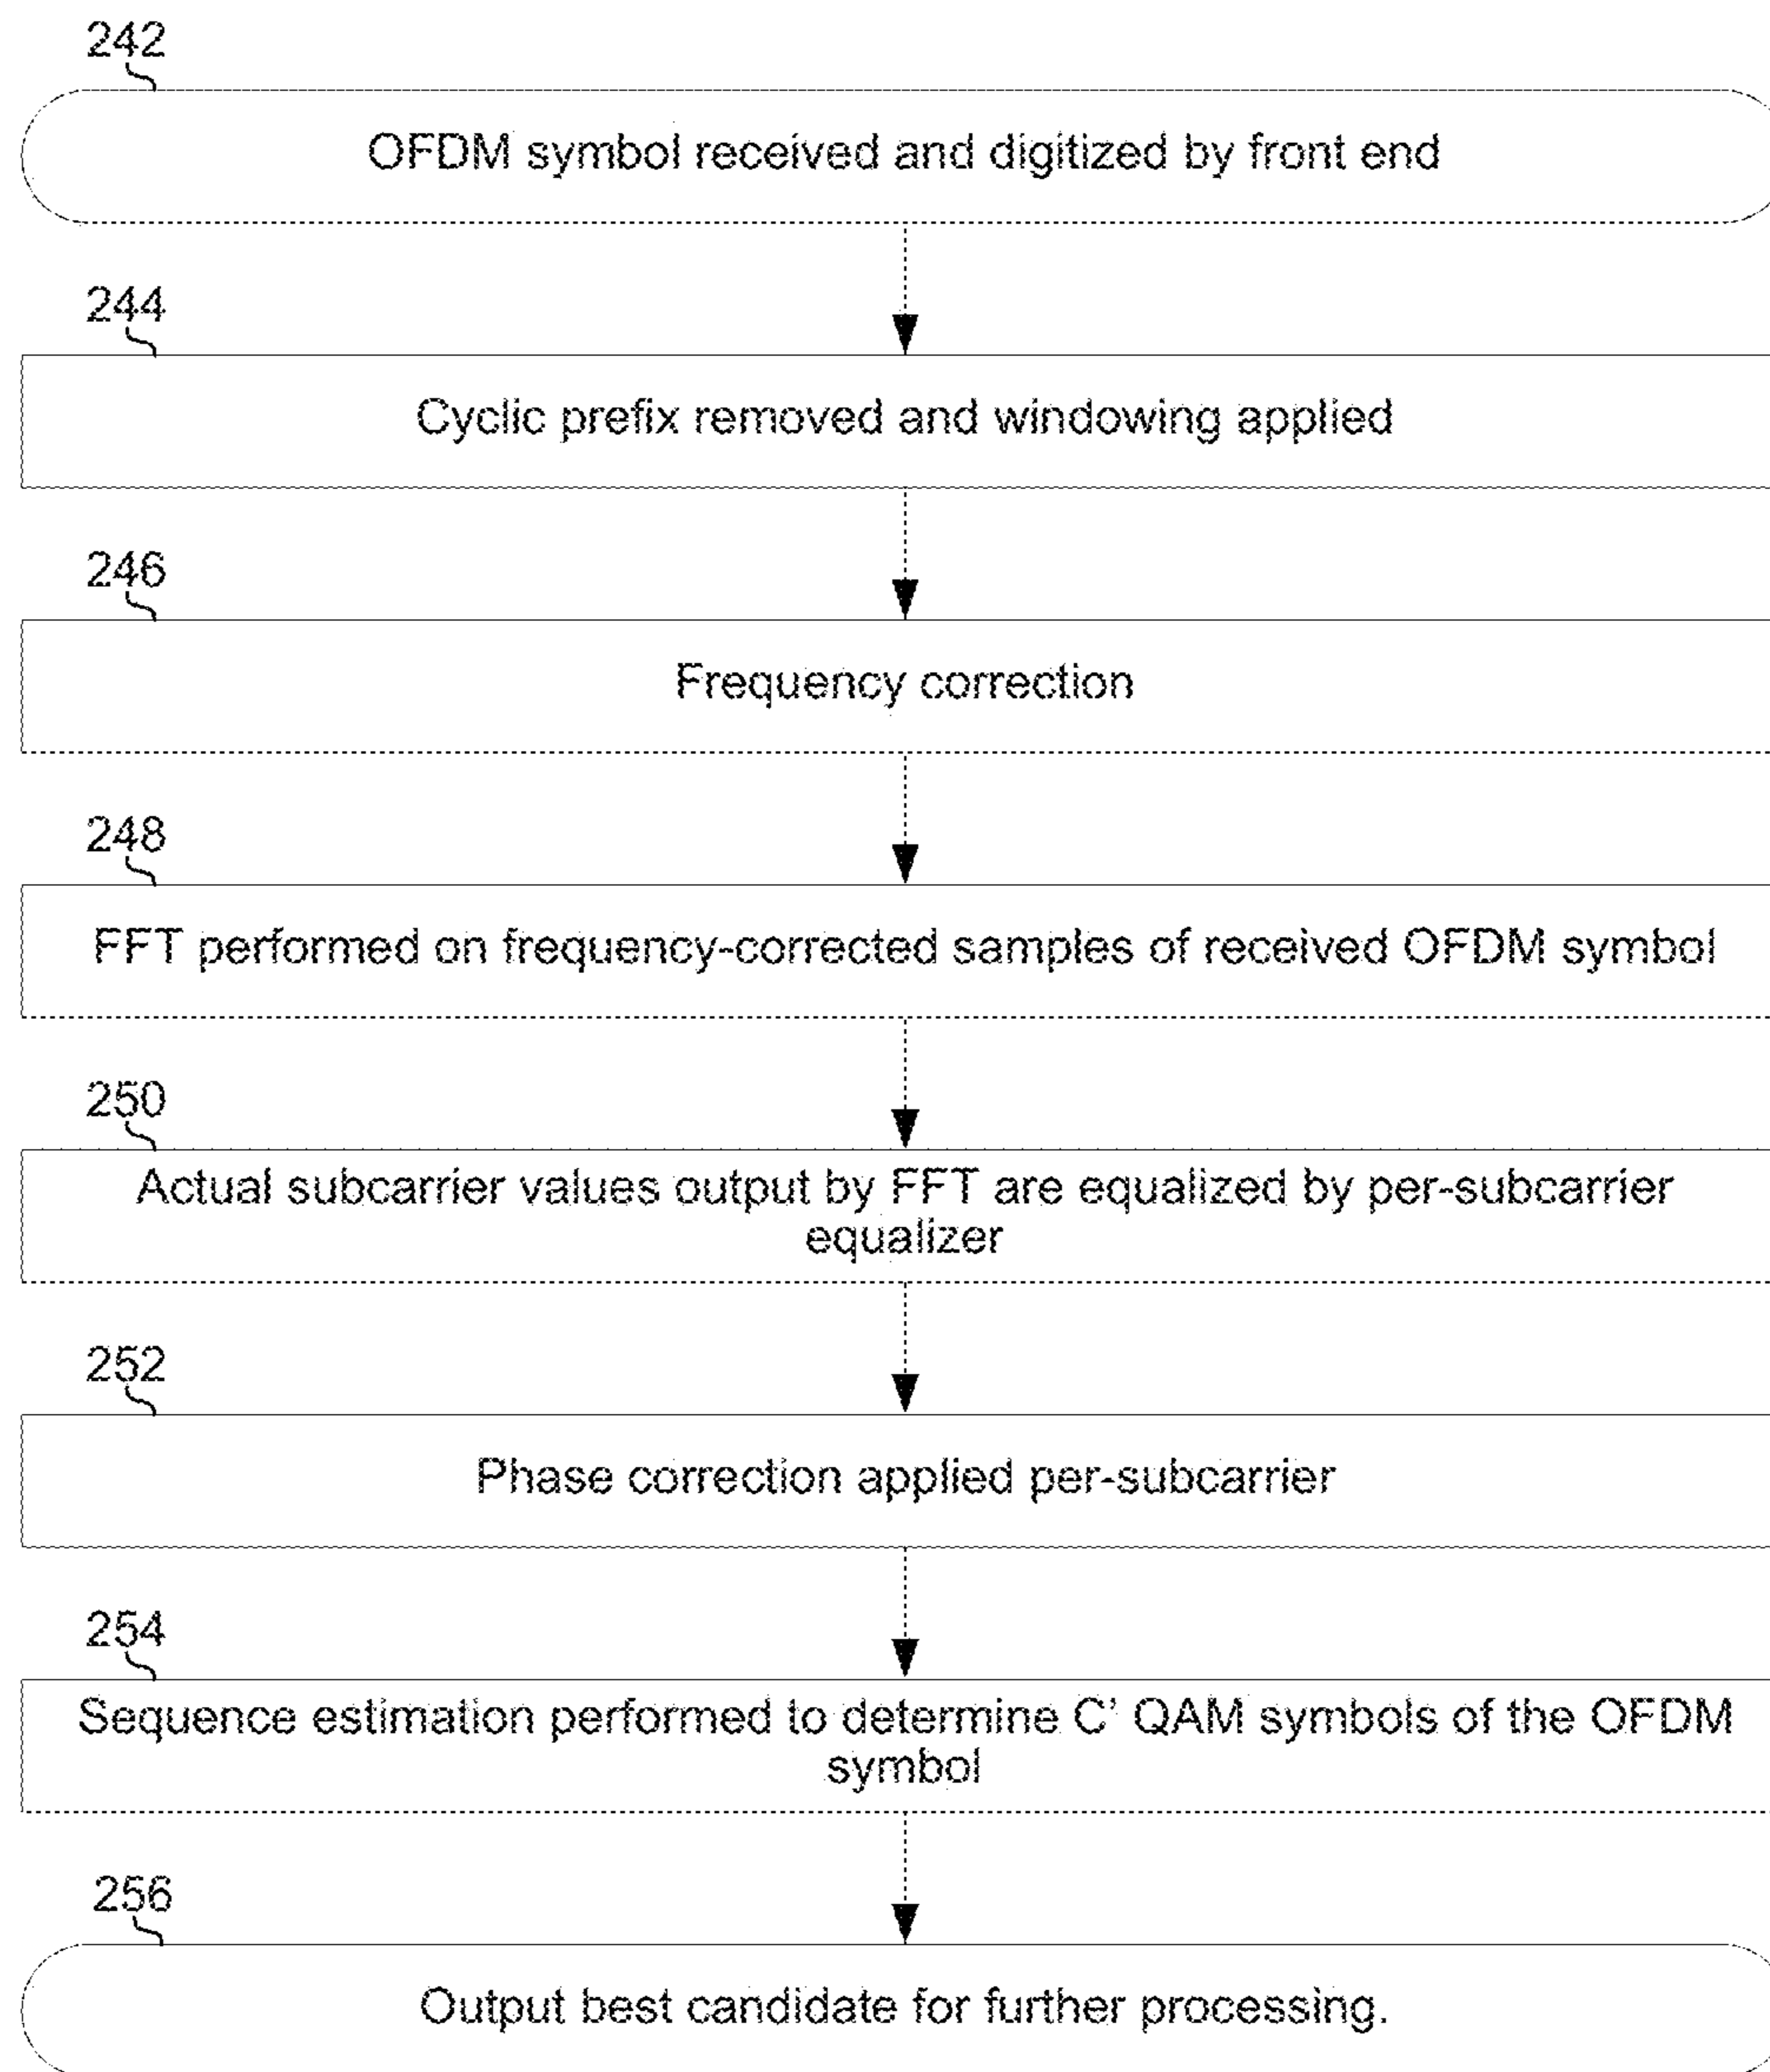 242
OFDM symbol received and digitized by front end
244
Cyclic prefix removed and windowing applied
246
Frequency correction
248
FFT performed on frequency-corrected samples of received OFDM symbol
250
Actual subcarrier values output by FFT are equalized by per-subcarrier
equalizer
252
Phase correction applied per-subcarrier
254
Sequence estimation performed to determine C' QAM symbols of the OFDM
symbol
256
Output best candidate for further processing.